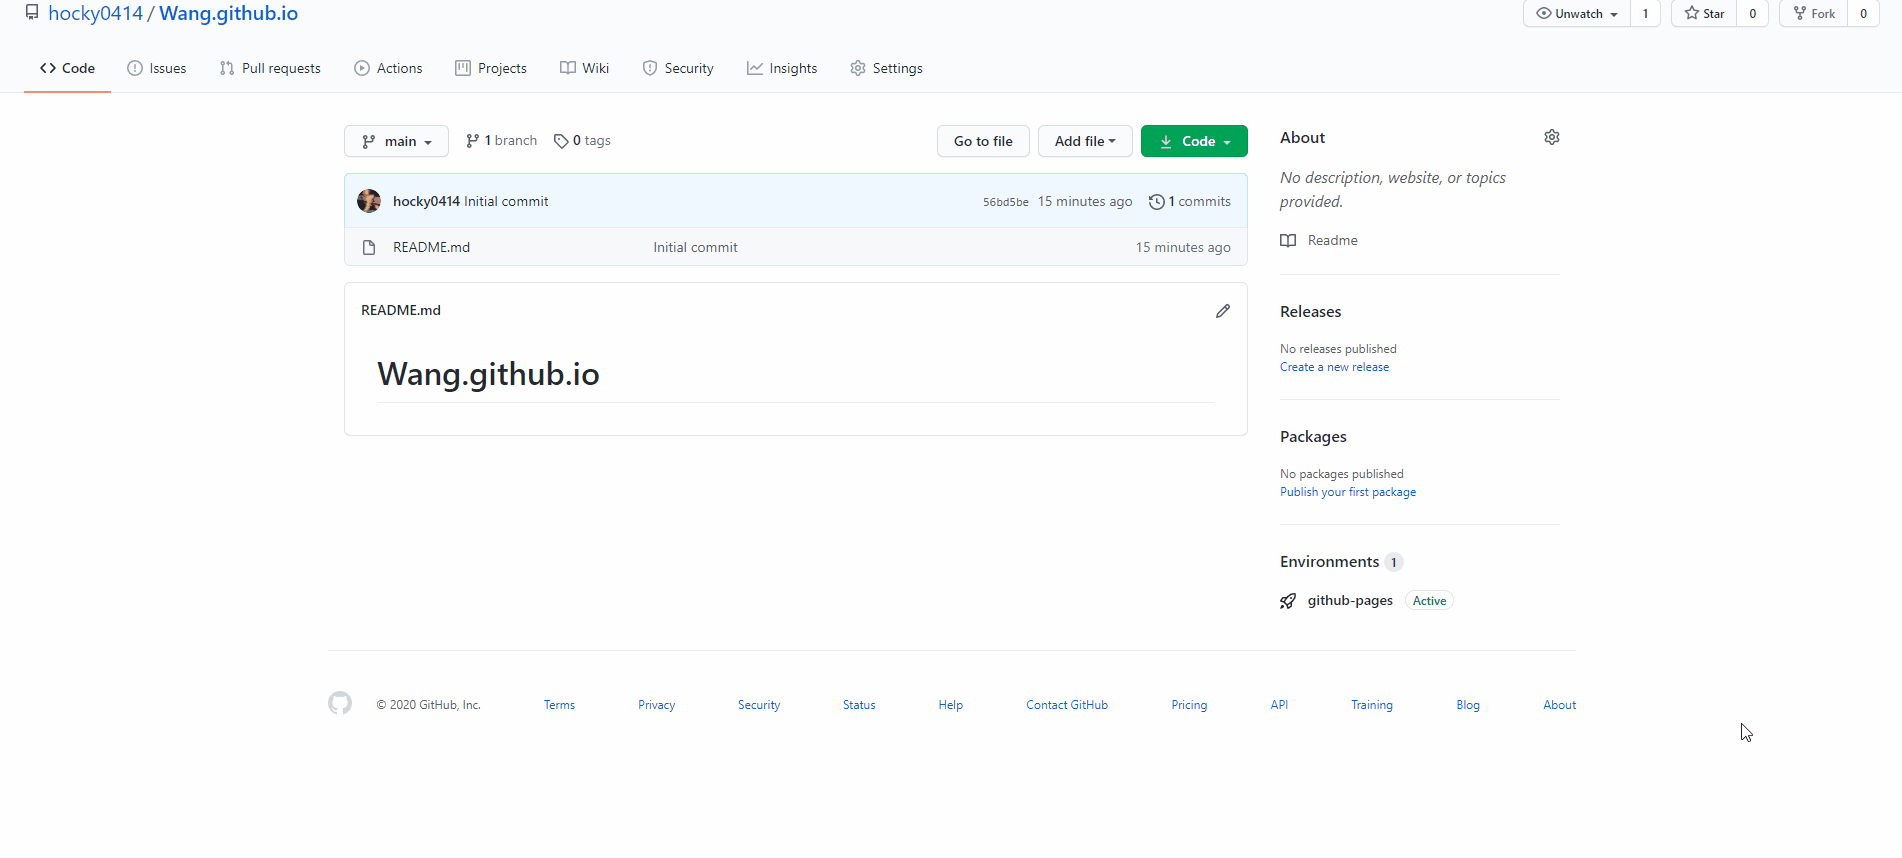 hocky0414 / Wang.github.io
Unwatch 1 Star 0 Fork 0
Code Issues Pull requests Actions Projects Wiki Security Insights Settings
main 1 branch 0 tags Go to file Add file Code
hocky0414 Initial commit 56bd5be 15 minutes ago 1 commits
README.md Initial commit 15 minutes ago
README.md
Wang.github.io
About
No description, website, or topics
provided.
Readme
Releases
No releases published
Create a new release
Packages
No packages published
Publish your first package
Environments 1
github-pages Active
© 2020 GitHub, Inc. Terms Privacy Security Status Help Contact GitHub Pricing API Training Blog About